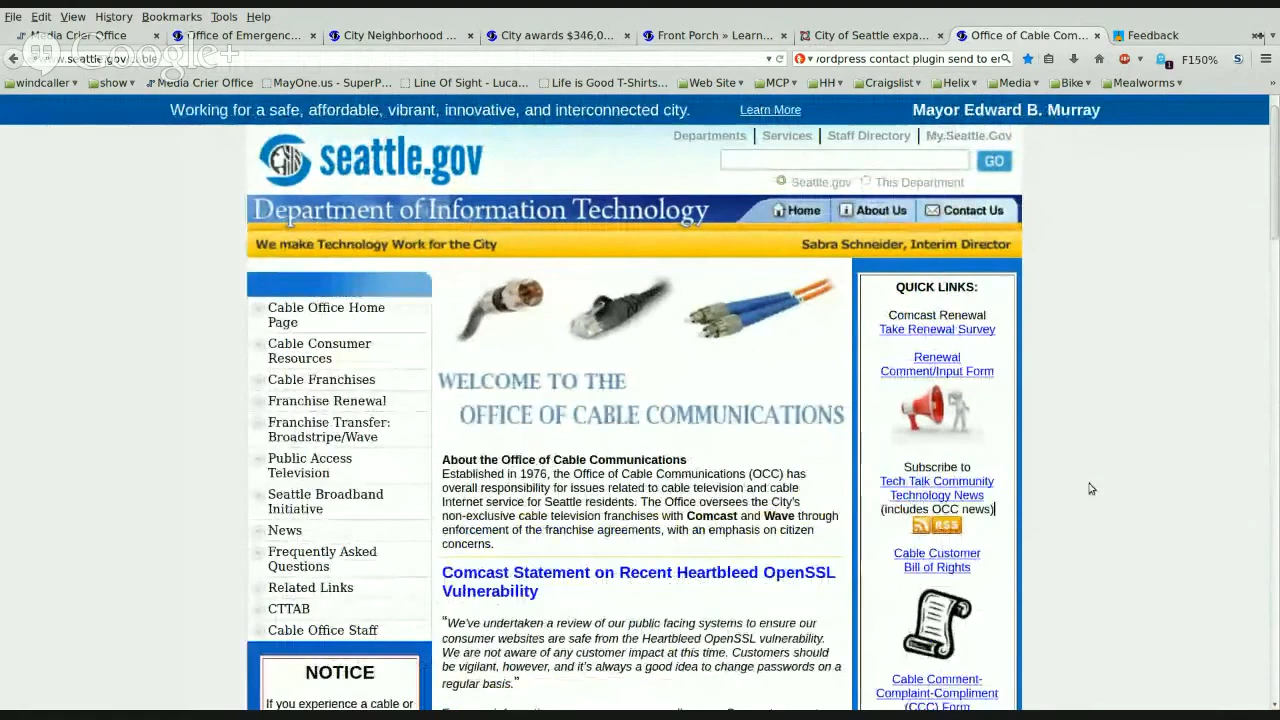 File Edit View History Bookmarks Tools Help
Media Crier Office
Office of Emergenc...
City Neighborhood ...
City awards $346,0...
Front Porch » Learn...
City of Seattle expa...
Office of Cable Com...
Feedback
Google+
www.seattle.gov/cable
wordpress contact plugin send to en
F150%
windcaller
show
Media Crier Office
MayOne.us - SuperP...
Line Of Sight - Luca...
Life is Good T-Shirts...
Web Site
MCP
HH
Craigslist
Helix
Media
Bike
Mealworms
Working for a safe, affordable, vibrant, innovative, and interconnected city. Learn More Mayor Edward B. Murray
Departments Services Staff Directory My.Seattle.Gov
seattle.gov
GO
Seattle.gov This Department
Department of Information Technology
Home About Us Contact Us
We make Technology Work for the City
Sabra Schneider, Interim Director
Cable Office Home
Page
Cable Consumer
Resources
Cable Franchises
Franchise Renewal
Franchise Transfer:
Broadstripe/Wave
Public Access
Television
Seattle Broadband
Initiative
News
Frequently Asked
Questions
Related Links
CTTAB
Cable Office Staff
NOTICE
If you experience a cable or
WELCOME TO THE
OFFICE OF CABLE COMMUNICATIONS
About the Office of Cable Communications
Established in 1976, the Office of Cable Communications (OCC) has
overall responsibility for issues related to cable television and cable
Internet service for Seattle residents. The Office oversees the City's
non-exclusive cable television franchises with Comcast and Wave through
enforcement of the franchise agreements, with an emphasis on citizen
concerns.
Comcast Statement on Recent Heartbleed OpenSSL
Vulnerability
"We've undertaken a review of our public facing systems to ensure our
consumer websites are safe from the Heartbleed OpenSSL vulnerability.
We are not aware of any customer impact at this time. Customers should
be vigilant, however, and it's always a good idea to change passwords on a
regular basis."
QUICK LINKS:
Comcast Renewal
Take Renewal Survey
Renewal
Comment/Input Form
Subscribe to
Tech Talk Community
Technology News
(includes OCC news)
RSS
Cable Customer
Bill of Rights
Cable Comment-
Complaint-Compliment
(CCC) Form